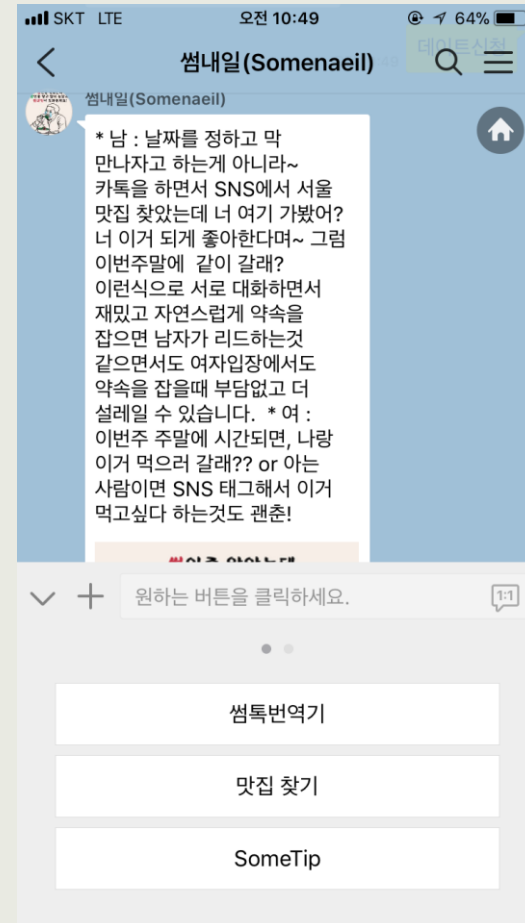 SKT LTE 오전 10:49 64%
데이트신청
썸내일(Somenaeil)
썸내일(Somenaeil)
* 남 : 날짜를 정하고 막
만나자고 하는게 아니라~
카톡을 하면서 SNS에서 서울
맛집 찾았는데 너 여기 가봤어?
너 이거 되게 좋아한다며~ 그럼
이번주말에 같이 갈래?
이런식으로 서로 대화하면서
재밌고 자연스럽게 약속을
잡으면 남자가 리드하는것
같으면서도 여자입장에서도
약속을 잡을때 부담없고 더
설레일 수 있습니다. * 여 :
이번주 주말에 시간되면, 나랑
이거 먹으러 갈래?? or 아는
사람이면 SNS 태그해서 이거
먹고싶다 하는것도 괜춘!
원하는 버튼을 클릭하세요.
1:1
썸톡번역기
맛집 찾기
SomeTip